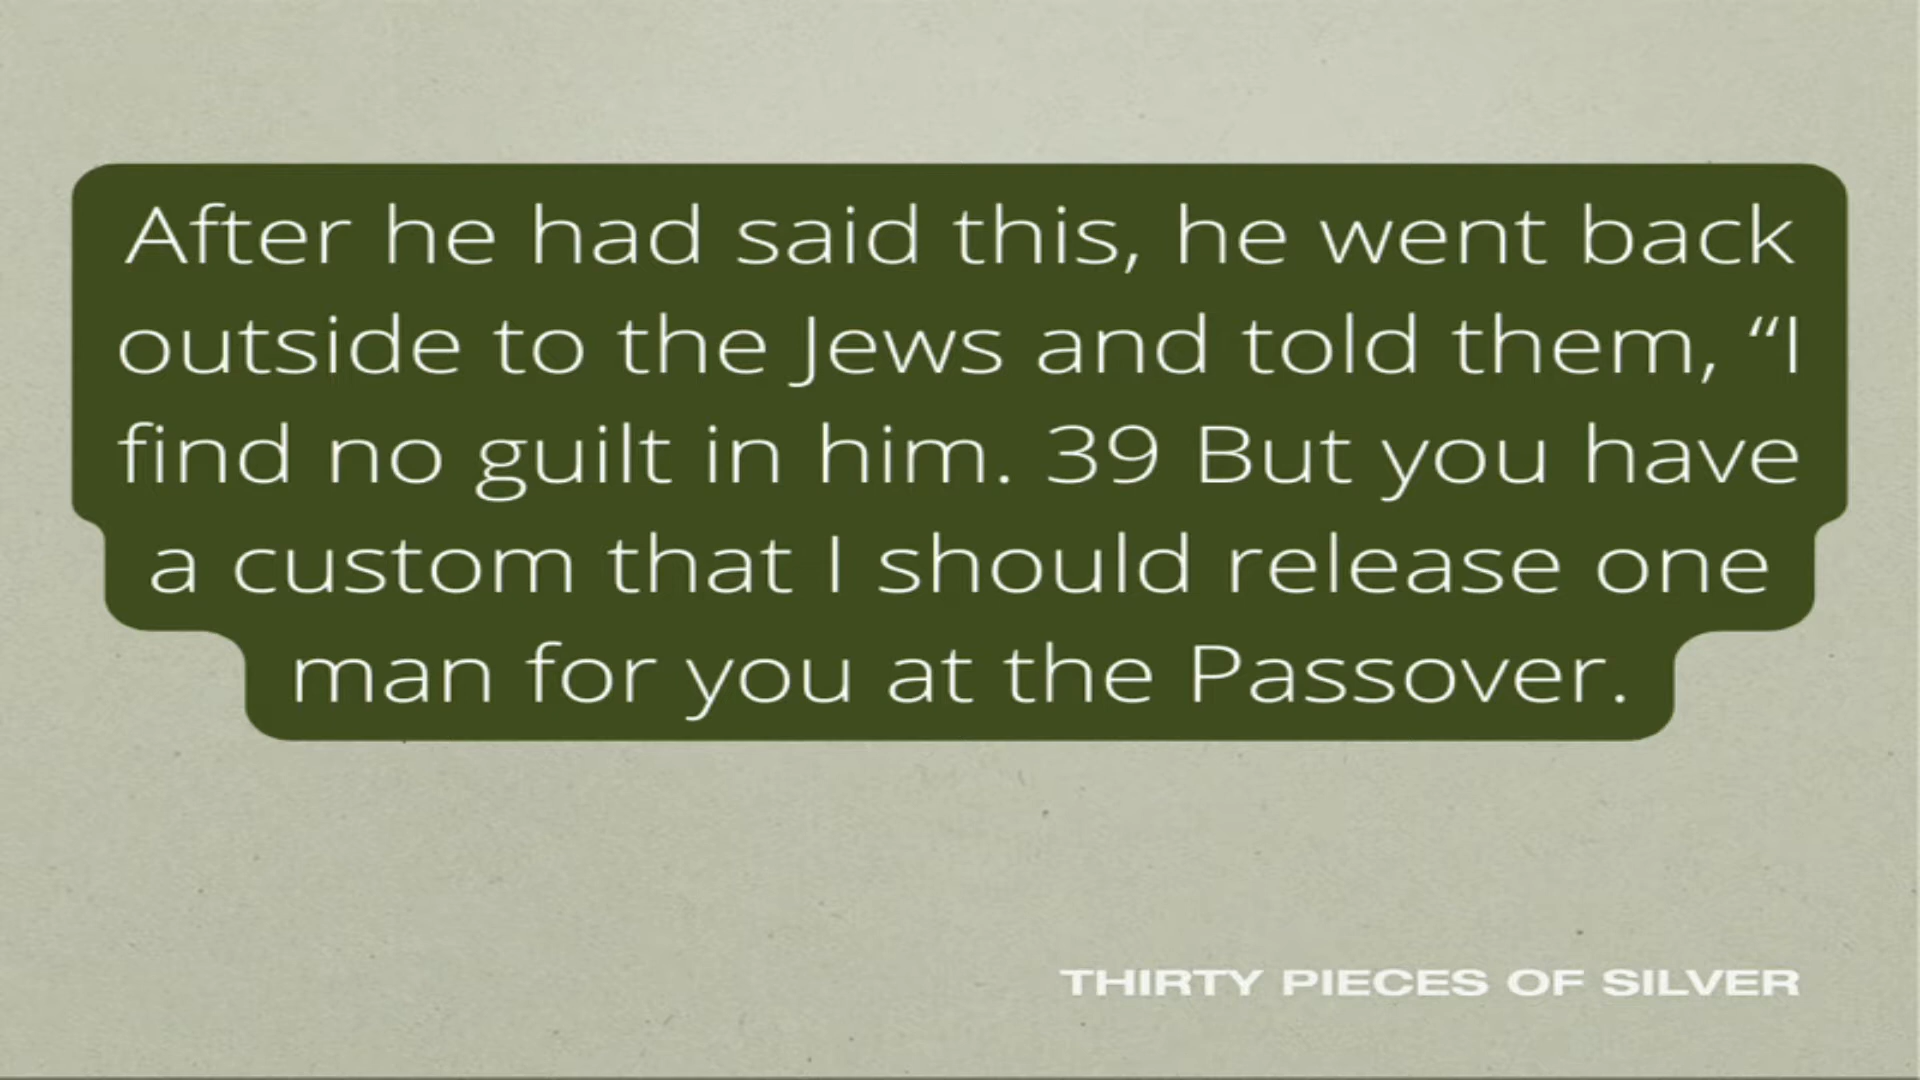 After he had said this, he went back
outside to the Jews and told them, “I
find no guilt in him. 39 But you have
a custom that I should release one
man for you at the Passover.
THIRTY PIECES OF SILVER